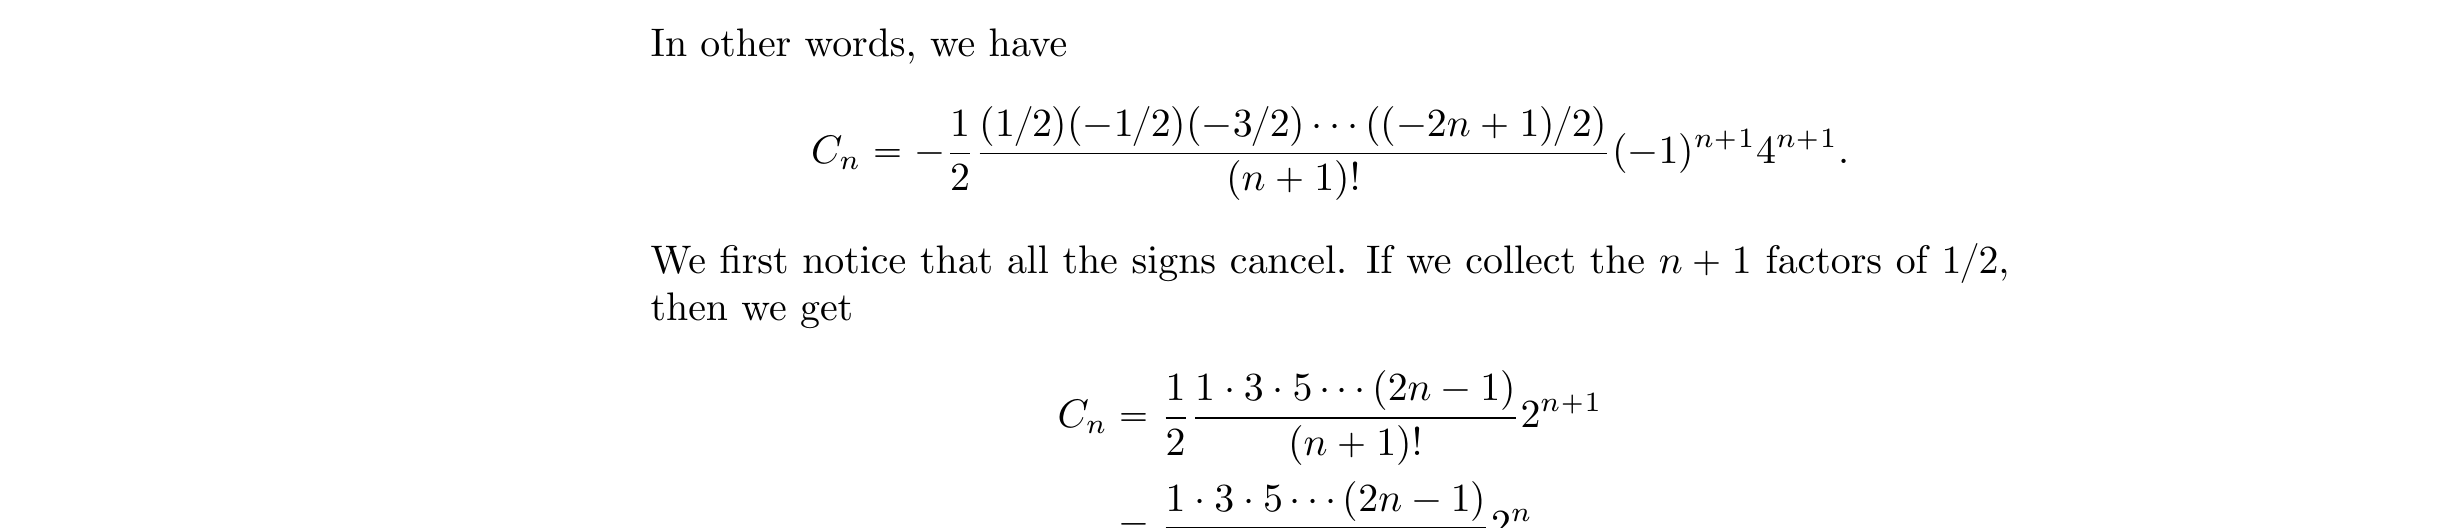 In other words, we have
$C_n = -\frac{1}{2}\frac{(1/2)(-1/2)(-3/2)\cdots((-2n+1)/2)}{(n+1)!}(-1)^{n+1}4^{n+1}.$
We first notice that all the signs cancel. If we collect the $n+1$ factors of 1/2,
then we get
$C_n = \frac{1}{2}\frac{1\cdot 3\cdot 5\cdots(2n-1)}{(n+1)!}2^{n+1}$
$= \frac{1\cdot 3\cdot 5\cdots(2n-1)}{}2^n$